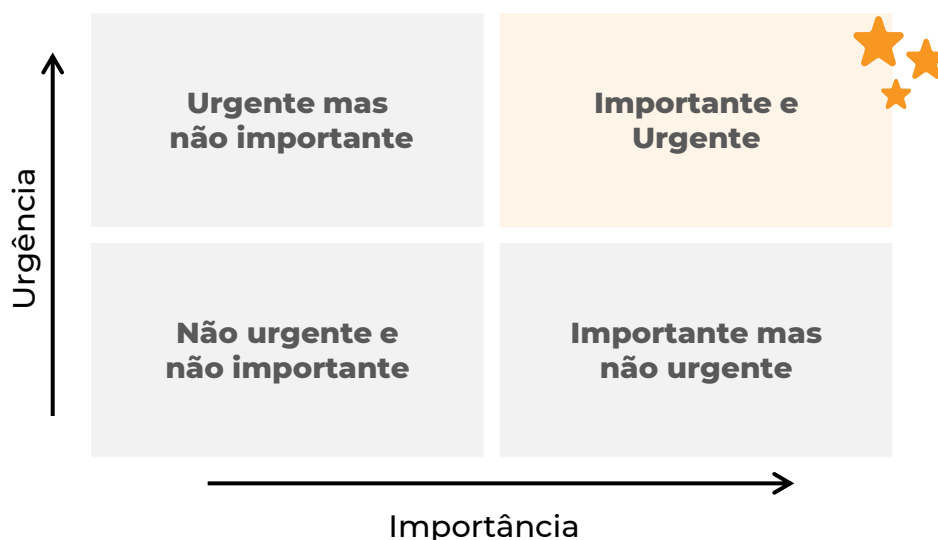 Urgência
Urgente mas
não importante
Importante e
Urgente
Não urgente e
não importante
Importante mas
não urgente
Importância